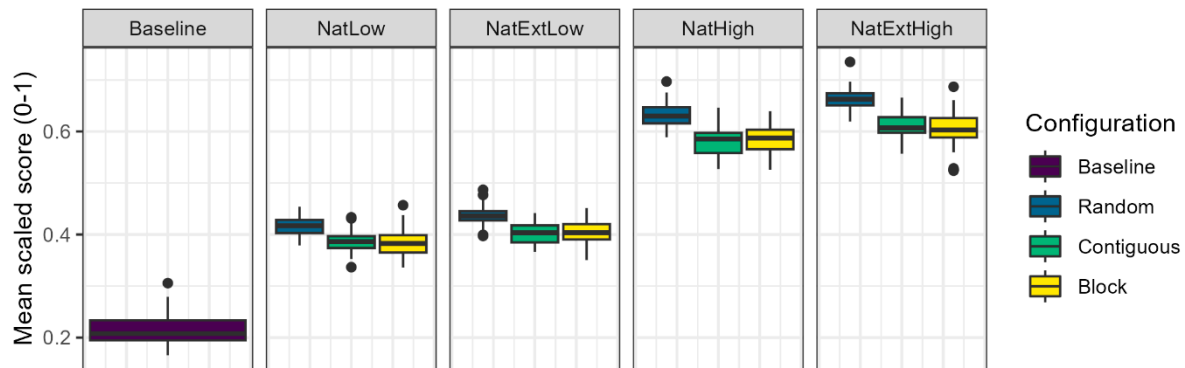 Baseline NatLow NatExtLow NatHigh NatExtHigh
Mean scaled score (0-1)
0.6
0.4
0.2
Configuration
Baseline
Random
Contiguous
Block